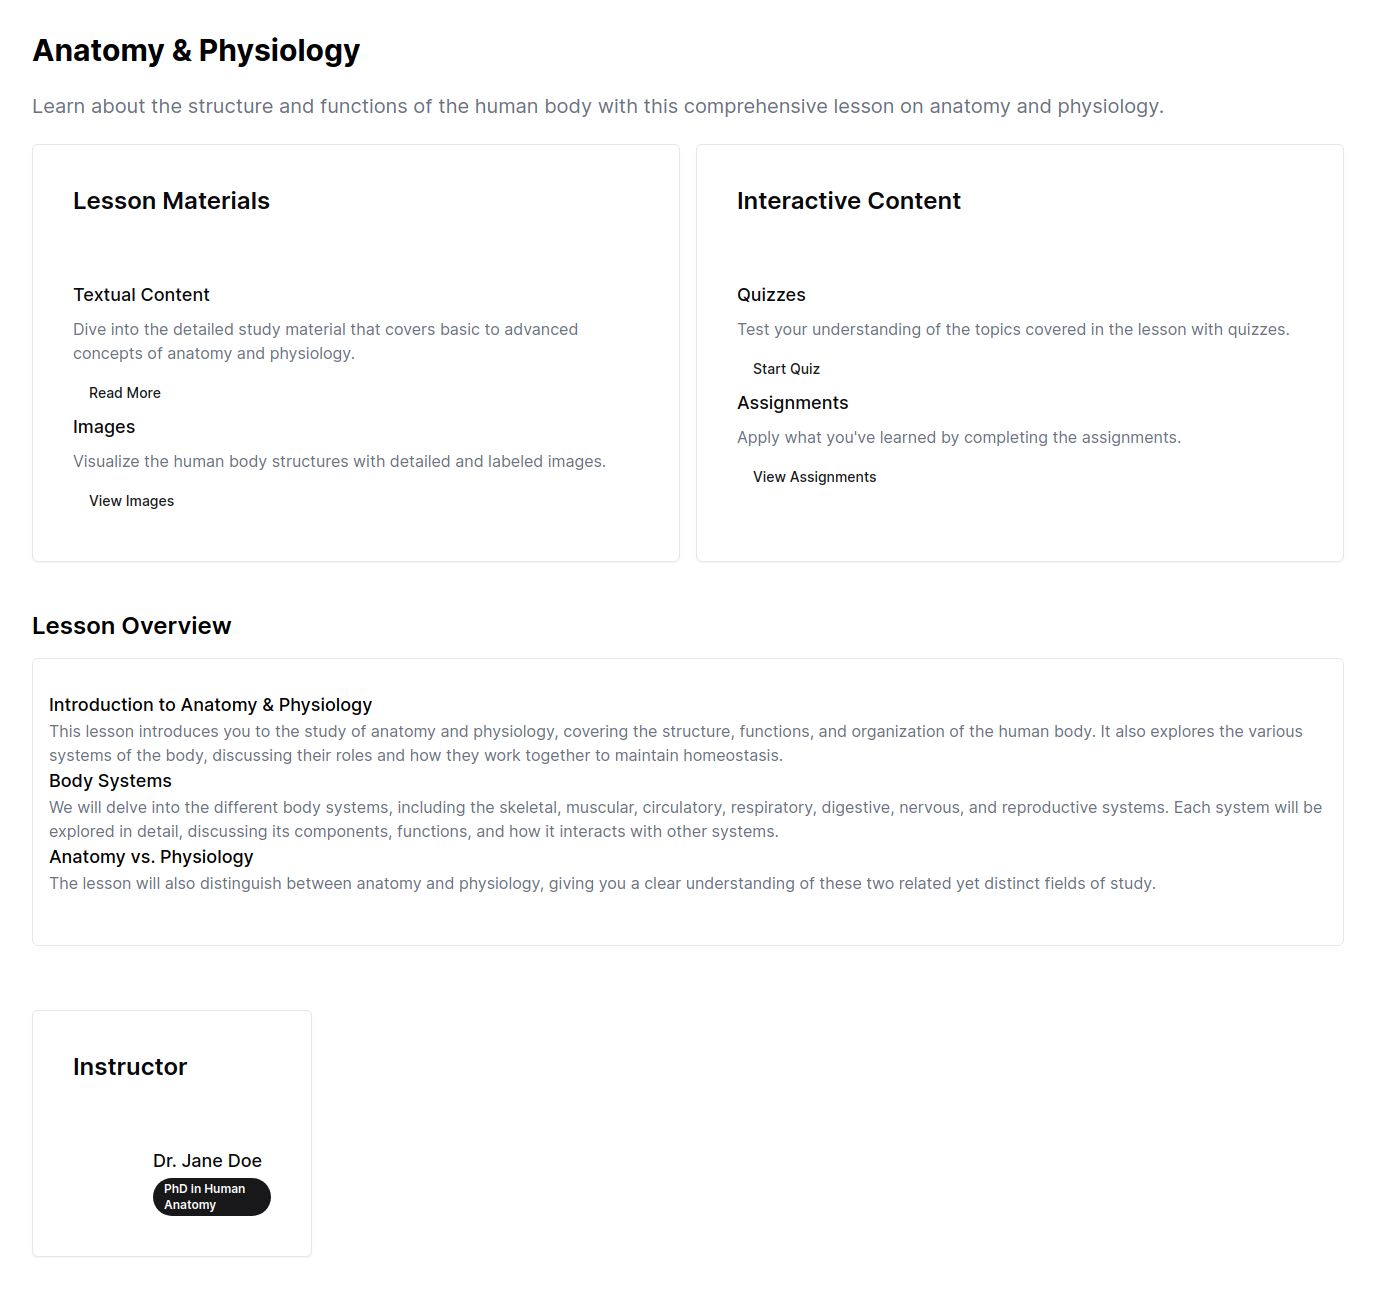 Anatomy & Physiology
Learn about the structure and functions of the human body with this comprehensive lesson on anatomy and physiology.
Lesson Materials
Textual Content
Dive into the detailed study material that covers basic to advanced
concepts of anatomy and physiology.
Read More
Images
Visualize the human body structures with detailed and labeled images.
View Images
Interactive Content
Quizzes
Test your understanding of the topics covered in the lesson with quizzes.
Start Quiz
Assignments
Apply what you've learned by completing the assignments.
View Assignments
Lesson Overview
Introduction to Anatomy & Physiology
This lesson introduces you to the study of anatomy and physiology, covering the structure, functions, and organization of the human body. It also explores the various
systems of the body, discussing their roles and how they work together to maintain homeostasis.
Body Systems
We will delve into the different body systems, including the skeletal, muscular, circulatory, respiratory, digestive, nervous, and reproductive systems. Each system will be
explored in detail, discussing its components, functions, and how it interacts with other systems.
Anatomy vs. Physiology
The lesson will also distinguish between anatomy and physiology, giving you a clear understanding of these two related yet distinct fields of study.
Instructor
Dr. Jane Doe
PhD in Human
Anatomy